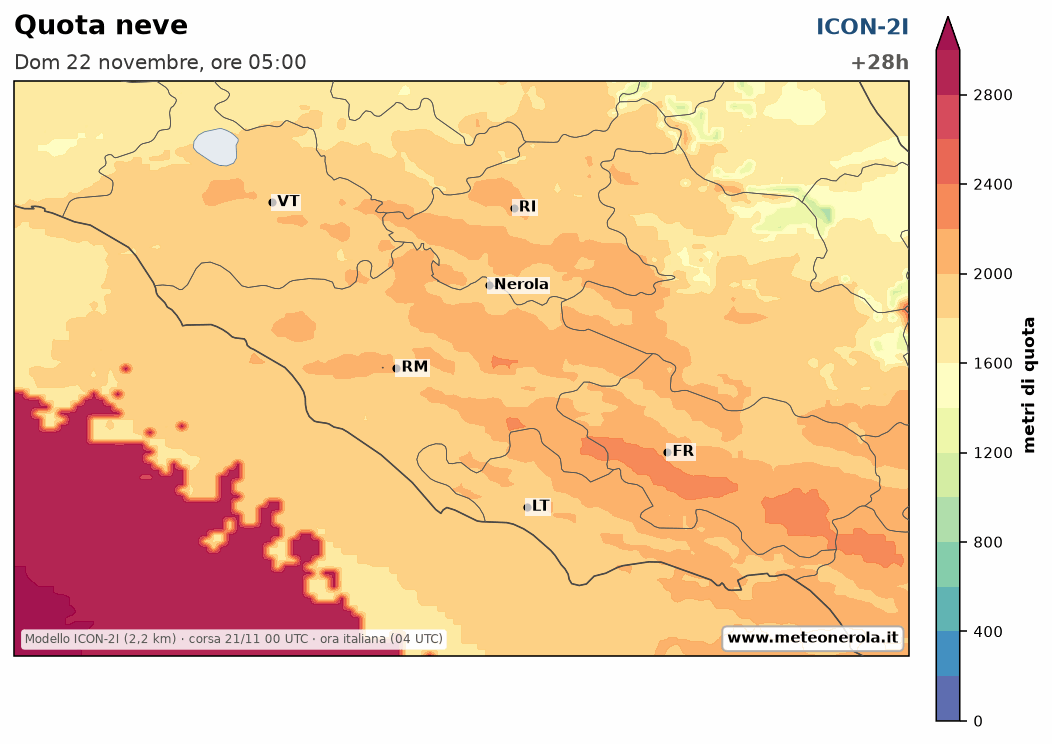 Quota neve
ICON-2I
Dom 22 novembre, ore 05:00
+28h
2800
2400
2000
1600
1200
800
400
0
metri di quota
VT
RI
Nerola
RM
FR
LT
Modello ICON-2I (2,2 km) · corsa 21/11 00 UTC · ora italiana (04 UTC)
www.meteonerola.it